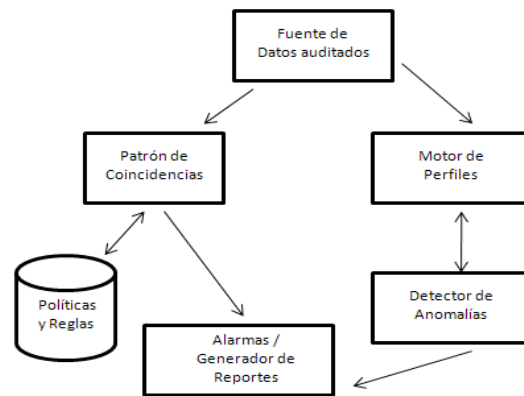 Fuente de
Datos auditados
Patrón de
Coincidencias
Motor de
Perfiles
Políticas
y Reglas
Detector de
Anomalías
Alarmas /
Generador de
Reportes